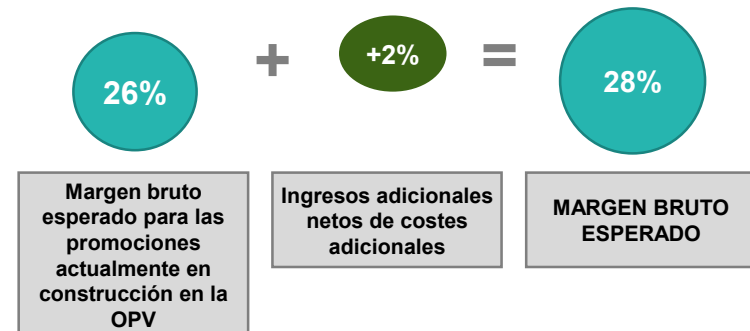 26%
+
+2%
=
28%
Margen bruto
esperado para las
promociones
actualmente en
construcción en la
OPV
Ingresos adicionales
netos de costes
adicionales
MARGEN BRUTO
ESPERADO